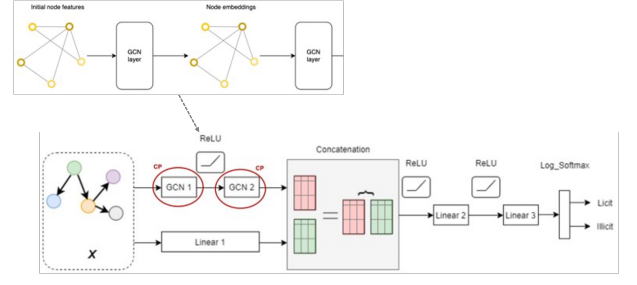 Initial node features
Node embeddings
GCN
layer
GCN
layer
ReLU
Concatenation
ReLU
ReLU
Log_Softmax
CP
CP
GCN 1
GCN 2
Linear 1
X
=
Linear 2
Linear 3
Licit
Illicit